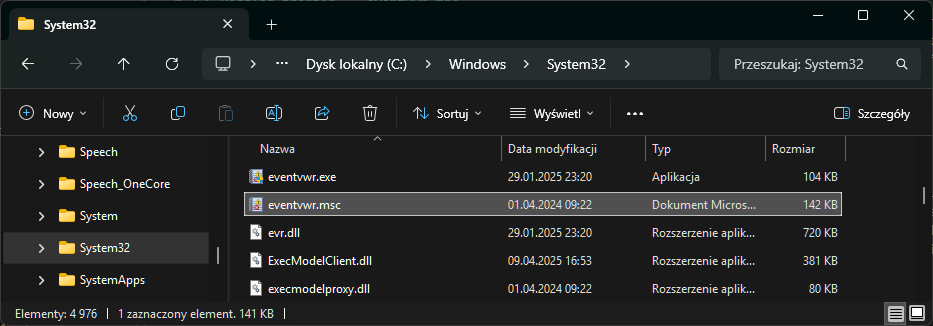 System32
Dysk lokalny (C:) Windows System32 Przeszukaj: System32
Nowy Sortuj Wyświetl Szczegóły
Nazwa Data modyfikacji Typ Rozmiar
Speech
Speech_OneCore
System
System32
SystemApps
eventvwr.exe 29.01.2025 23:20 Aplikacja 104 KB
eventvwr.msc 01.04.2024 09:22 Dokument Micros... 142 KB
evr.dll 29.01.2025 23:20 Rozszerzenie aplik... 720 KB
ExecModelClient.dll 09.04.2025 16:53 Rozszerzenie aplik... 381 KB
execmodelproxy.dll 01.04.2024 09:22 Rozszerzenie aplik... 80 KB
Elementy: 4 976 1 zaznaczony element. 141 KB